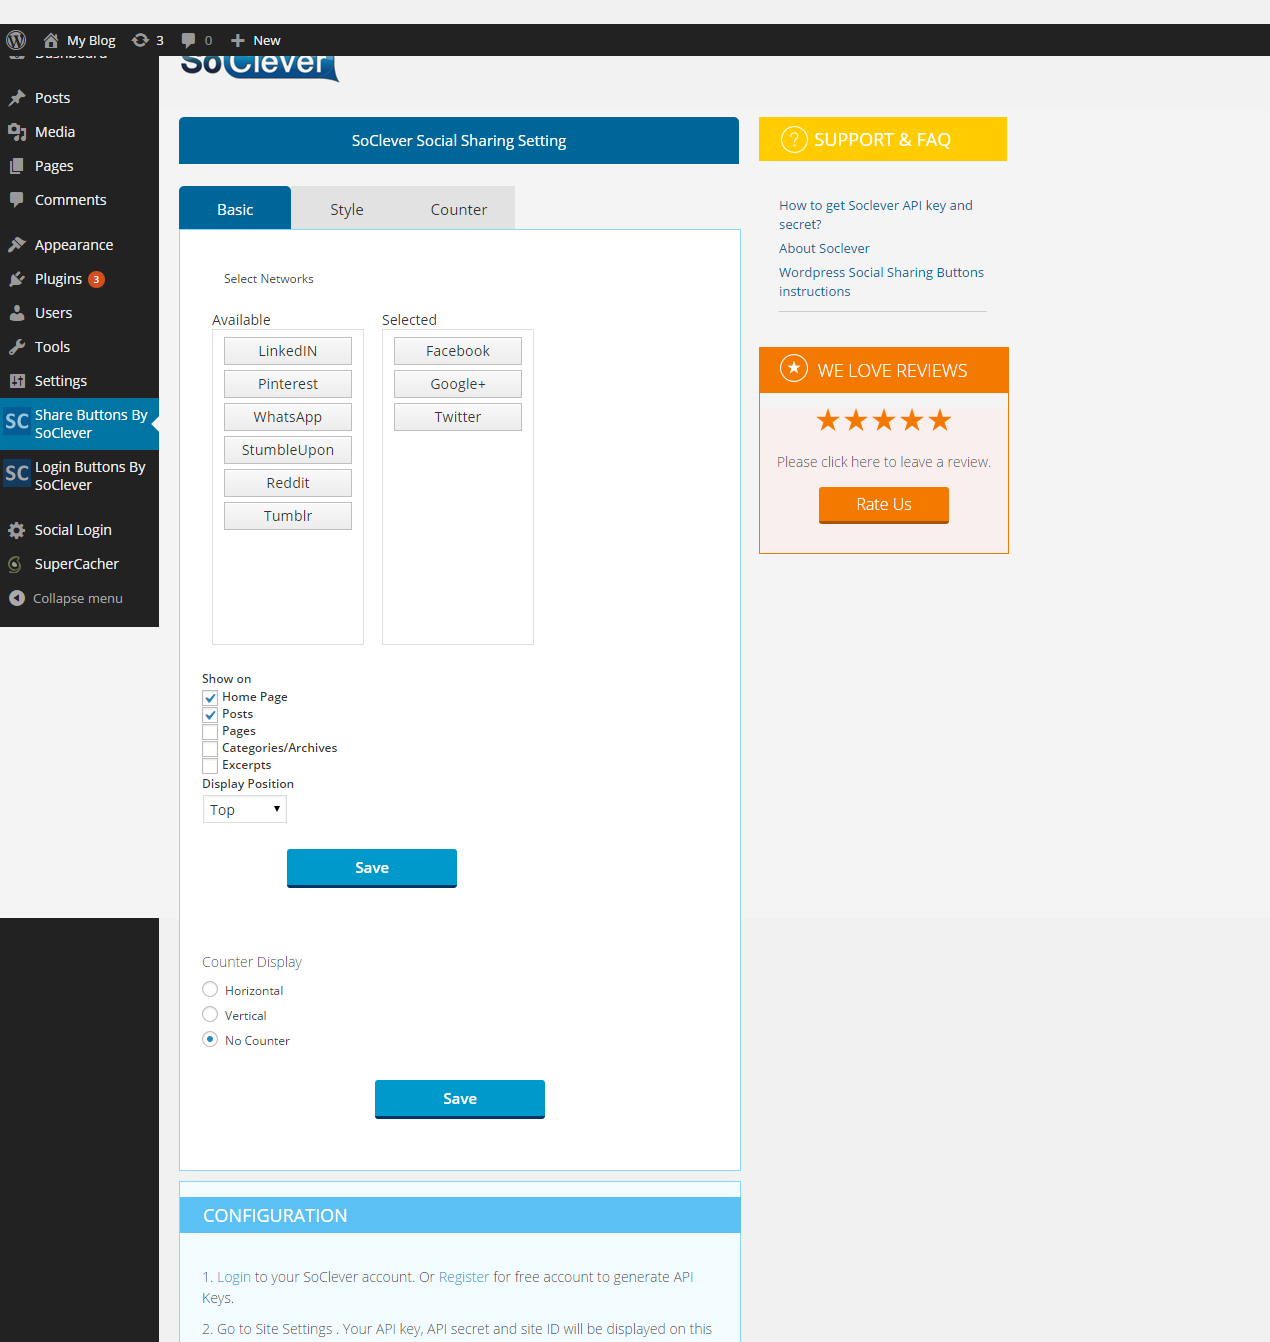 My Blog 3 0 New
Dashboard
SoClever
Posts
Media
Pages
Comments
Appearance
Plugins 3
Users
Tools
Settings
SC Share Buttons By
SoClever
SC Login Buttons By
SoClever
Social Login
SuperCacher
Collapse menu
SoClever Social Sharing Setting
Basic Style Counter
Select Networks
Available
LinkedIN
Pinterest
WhatsApp
StumbleUpon
Reddit
Tumblr
Selected
Facebook
Google+
Twitter
Show on
Home Page
Posts
Pages
Categories/Archives
Excerpts
Display Position
Top
Save
Counter Display
Horizontal
Vertical
No Counter
Save
CONFIGURATION
1. Login to your SoClever account. Or Register for free account to generate API
Keys.
2. Go to Site Settings . Your API key, API secret and site ID will be displayed on this
? SUPPORT & FAQ
How to get Soclever API key and
secret?
About Soclever
Wordpress Social Sharing Buttons
instructions
WE LOVE REVIEWS
Please click here to leave a review.
Rate Us